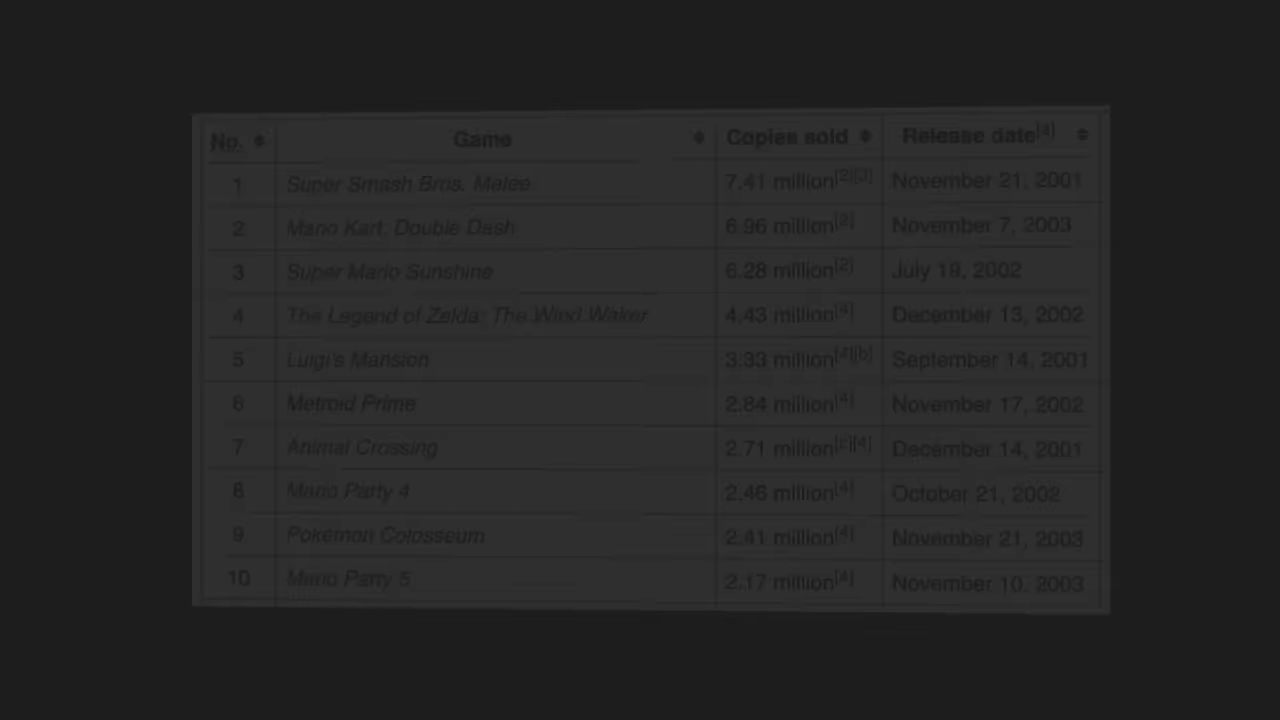 No. Game Copies sold Release date[3]
1 Super Smash Bros. Melee 7.41 million[2][3] November 21, 2001
2 Mario Kart: Double Dash 6.96 million[2] November 7, 2003
3 Super Mario Sunshine 6.28 million[2] July 19, 2002
4 The Legend of Zelda: The Wind Waker 4.43 million[4] December 13, 2002
5 Luigi's Mansion 3.33 million[4][b] September 14, 2001
6 Metroid Prime 2.84 million[4] November 17, 2002
7 Animal Crossing 2.71 million[c][4] December 14, 2001
8 Mario Party 4 2.46 million[4] October 21, 2002
9 Pokemon Colosseum 2.41 million[4] November 21, 2003
10 Mario Party 5 2.17 million[4] November 10, 2003